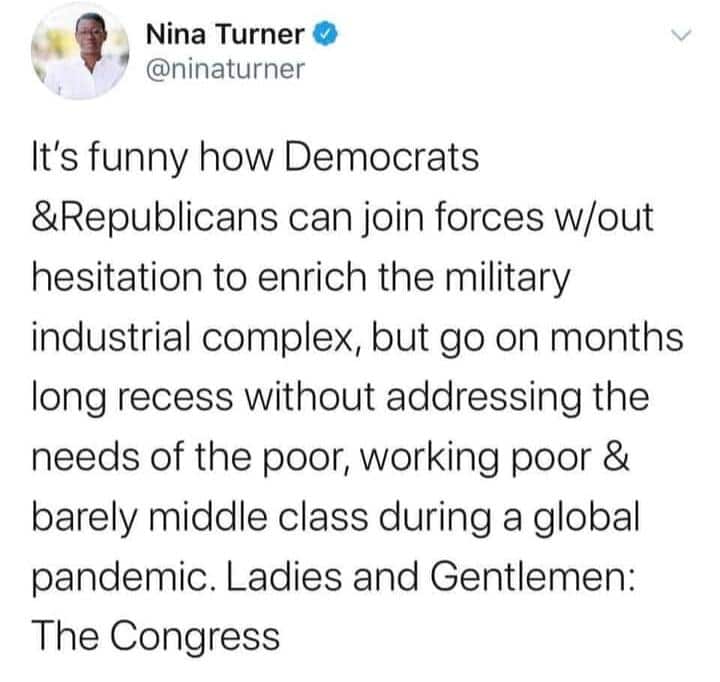 Nina Turner
@ninaturner
It's funny how Democrats
&Republicans can join forces w/out
hesitation to enrich the military
industrial complex, but go on months
long recess without addressing the
needs of the poor, working poor &
barely middle class during a global
pandemic. Ladies and Gentlemen:
The Congress